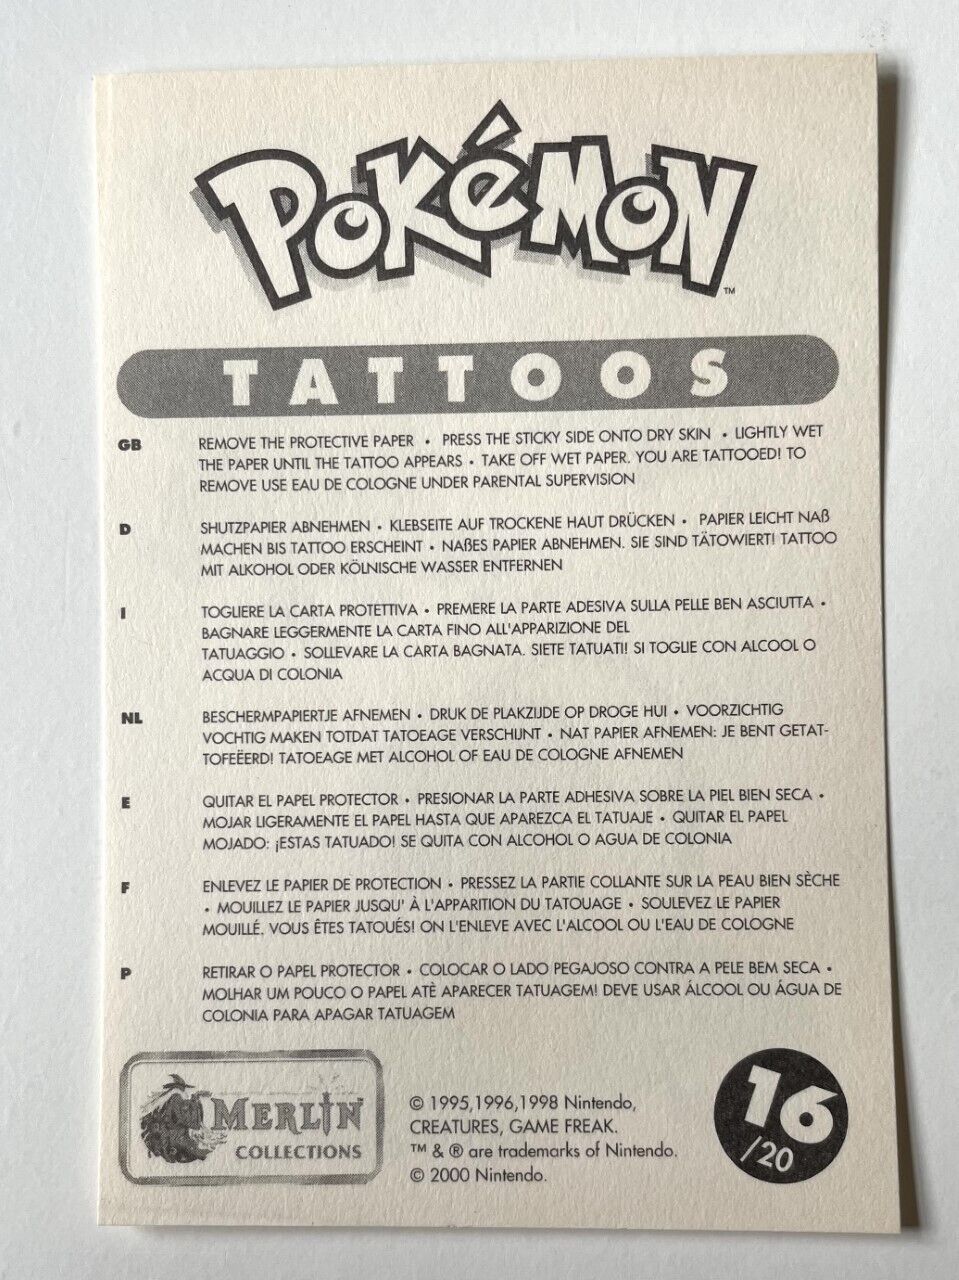 POKéMON™
TATTOOS
GB REMOVE THE PROTECTIVE PAPER • PRESS THE STICKY SIDE ONTO DRY SKIN • LIGHTLY WET
THE PAPER UNTIL THE TATTOO APPEARS • TAKE OFF WET PAPER. YOU ARE TATTOOED! TO
REMOVE USE EAU DE COLOGNE UNDER PARENTAL SUPERVISION
D SHUTZPAPIER ABNEHMEN • KLEBSEITE AUF TROCKENE HAUT DRÜCKEN • PAPIER LEICHT NAß
MACHEN BIS TATTOO ERSCHEINT • NAßES PAPIER ABNEHMEN. SIE SIND TÄTOWIERT! TATTOO
MIT ALKOHOL ODER KÖLNISCHE WASSER ENTFERNEN
I TOGLIERE LA CARTA PROTETTIVA • PREMERE LA PARTE ADESIVA SULLA PELLE BEN ASCIUTTA •
BAGNARE LEGGERMENTE LA CARTA FINO ALL'APPARIZIONE DEL
TATUAGGIO • SOLLEVARE LA CARTA BAGNATA. SIETE TATUATI! SI TOGLIE CON ALCOOL O
ACQUA DI COLONIA
NL BESCHERMPAPIERTJE AFNEMEN • DRUK DE PLAKZIJDE OP DROGE HUI • VOORZICHTIG
VOCHTIG MAKEN TOTDAT TATOEAGE VERSCHIJNT • NAT PAPIER AFNEMEN: JE BENT GETAT-
TOFEËERD! TATOEAGE MET ALCOHOL OF EAU DE COLOGNE AFNEMEN
E QUITAR EL PAPEL PROTECTOR • PRESIONAR LA PARTE ADHESIVA SOBRE LA PIEL BIEN SECA •
MOJAR LIGERAMENTE EL PAPEL HASTA QUE APAREZCA EL TATUAJE • QUITAR EL PAPEL
MOJADO: ¡ESTAS TATUADO! SE QUITA CON ALCOHOL O AGUA DE COLONIA
F ENLEVEZ LE PAPIER DE PROTECTION • PRESSEZ LA PARTIE COLLANTE SUR LA PEAU BIEN SÈCHE
• MOUILLEZ LE PAPIER JUSQU' À L'APPARITION DU TATOUAGE • SOULEVEZ LE PAPIER
MOUILLÉ. VOUS ÊTES TATOUÉS! ON L'ENLEVE AVEC L'ALCOOL OU L'EAU DE COLOGNE
P RETIRAR O PAPEL PROTECTOR • COLOCAR O LADO PEGAJOSO CONTRA A PELE BEM SECA •
MOLHAR UM POUCO O PAPEL ATÈ APARECER TATUAGEM! DEVE USAR ÁLCOOL OU ÁGUA DE
COLONIA PARA APAGAR TATUAGEM
MERLIN™
COLLECTIONS
© 1995,1996,1998 Nintendo,
CREATURES, GAME FREAK.
™ & ® are trademarks of Nintendo.
© 2000 Nintendo.
16
/20